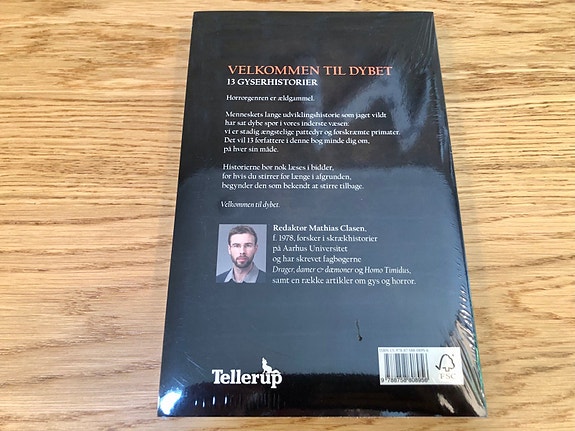 VELKOMMEN TIL DYBET
13 GYSERHISTORIER
Horrorgenren er ældgammel.
Menneskets lange udviklingshistorie som jaget vildt
har sat dybe spor i vores inderste væsen:
vi er stadig ængstelige pattedyr og forskræmte primater.
Det vil 13 forfattere i denne bog minde dig om,
på hver sin måde.
Historierne bør nok læses i bidder,
for hvis du stirrer for længe i afgrunden,
begynder den som bekendt at stirre tilbage.
Velkommen til dybet.
Redaktør Mathias Clasen,
f. 1978, forsker i skrækhistorier
på Aarhus Universitet
og har skrevet fagbøgerne
Drager, damer & dæmoner og Homo Timidus,
samt en række artikler om gys og horror.
Tellerup
9 788758 808956
FSC